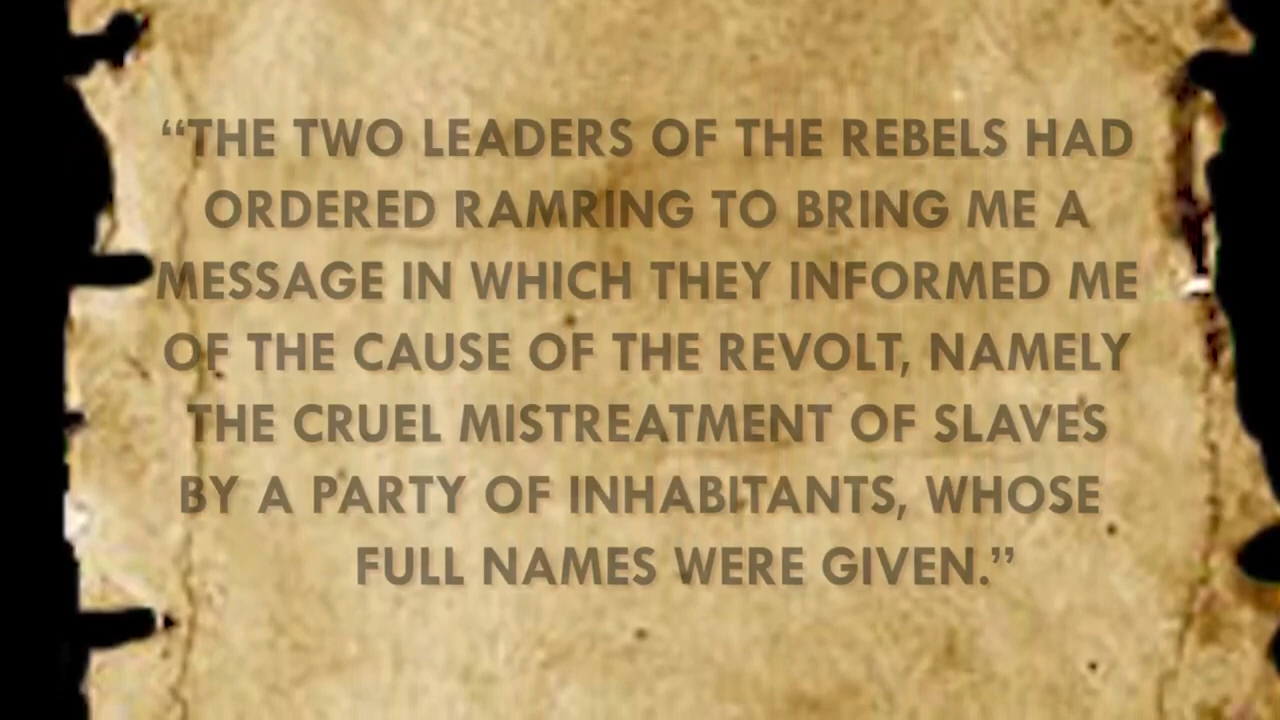 “THE TWO LEADERS OF THE REBELS HAD
ORDERED RAMRING TO BRING ME A
MESSAGE IN WHICH THEY INFORMED ME
OF THE CAUSE OF THE REVOLT, NAMELY
THE CRUEL MISTREATMENT OF SLAVES
BY A PARTY OF INHABITANTS, WHOSE
FULL NAMES WERE GIVEN.”